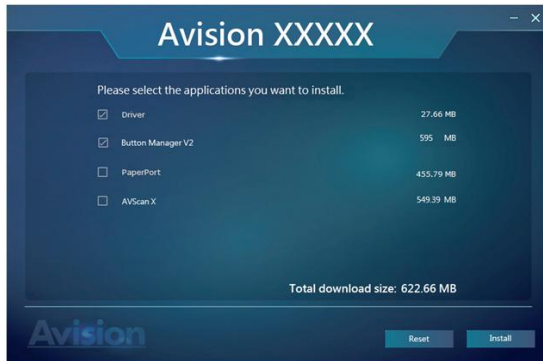 Avision XXXXX
Please select the applications you want to install.
Driver 27.66 MB
Button Manager V2 595 MB
PaperPort 455.79 MB
AVScan X 549.39 MB
Total download size: 622.66 MB
Avision
Reset Install